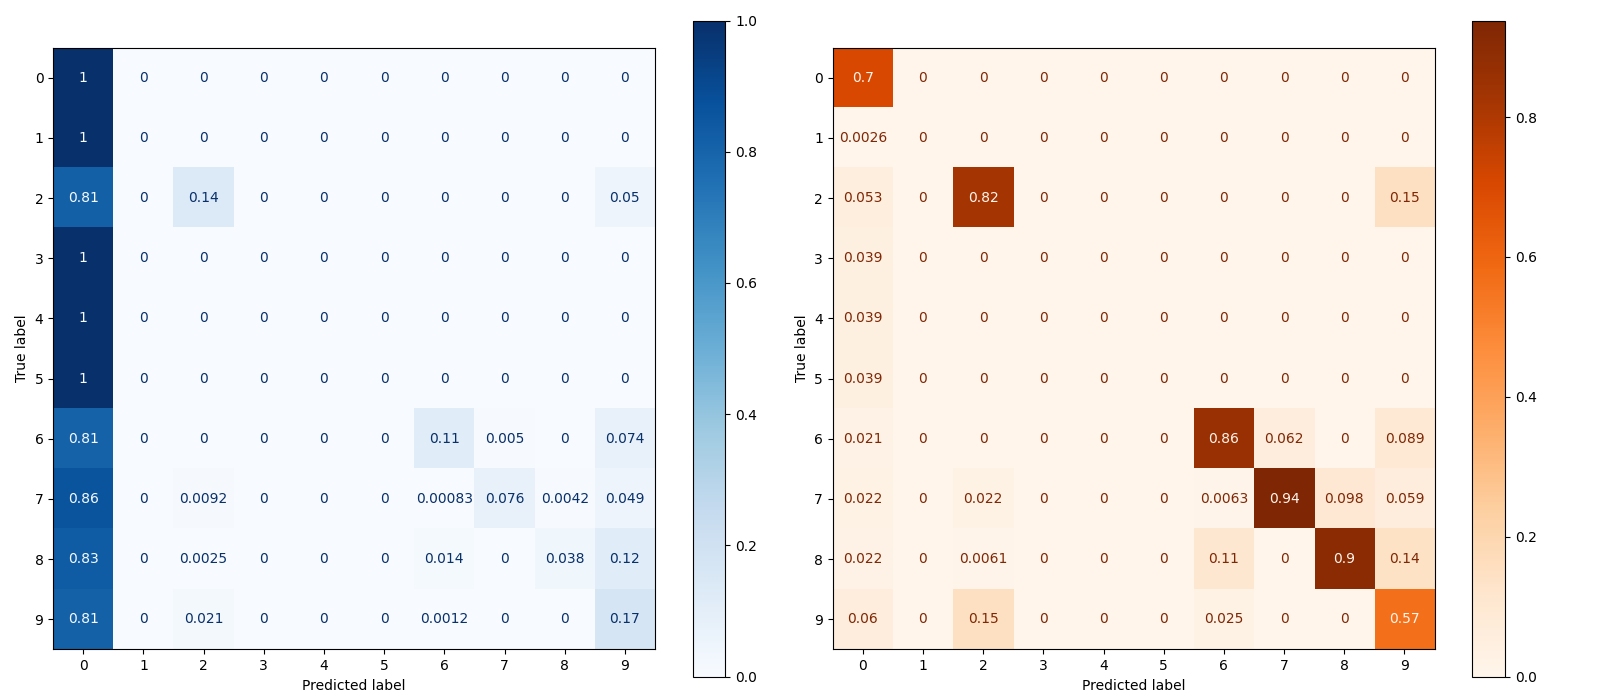 0 1 0 0 0 0 0 0 0 0 0
1 1 0 0 0 0 0 0 0 0 0
2 0.81 0 0.14 0 0 0 0 0 0 0.05
3 1 0 0 0 0 0 0 0 0 0
4 1 0 0 0 0 0 0 0 0 0
5 1 0 0 0 0 0 0 0 0 0
6 0.81 0 0 0 0 0 0.11 0.005 0 0.074
7 0.86 0 0.0092 0 0 0 0.00083 0.076 0.0042 0.049
8 0.83 0 0.0025 0 0 0 0.014 0 0.038 0.12
9 0.81 0 0.021 0 0 0 0.0012 0 0 0.17
0 1 2 3 4 5 6 7 8 9
Predicted label
True label
1.0
0.8
0.6
0.4
0.2
0.0
0 0.7 0 0 0 0 0 0 0 0 0
1 0.0026 0 0 0 0 0 0 0 0 0
2 0.053 0 0.82 0 0 0 0 0 0 0.15
3 0.039 0 0 0 0 0 0 0 0 0
4 0.039 0 0 0 0 0 0 0 0 0
5 0.039 0 0 0 0 0 0 0 0 0
6 0.021 0 0 0 0 0 0.86 0.062 0 0.089
7 0.022 0 0.022 0 0 0 0.0063 0.94 0.098 0.059
8 0.022 0 0.0061 0 0 0 0.11 0 0.9 0.14
9 0.06 0 0.15 0 0 0 0.025 0 0 0.57
0 1 2 3 4 5 6 7 8 9
Predicted label
True label
0.8
0.6
0.4
0.2
0.0